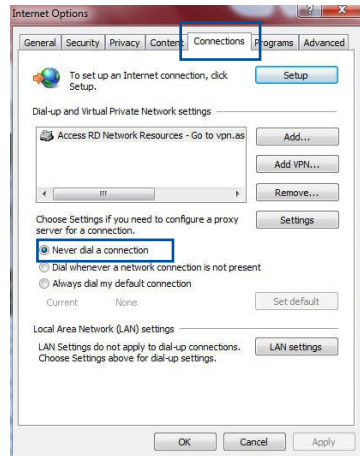 Internet Options
General Security Privacy Content Connections Programs Advanced
To set up an Internet connection, click
Setup.
Setup
Dial-up and Virtual Private Network settings
Access RD Network Resources - Go to vpn.as
Add...
Add VPN...
Remove...
Choose Settings if you need to configure a proxy
server for a connection.
Settings
Never dial a connection
Dial whenever a network connection is not present
Always dial my default connection
Current None
Set default
Local Area Network (LAN) settings
LAN Settings do not apply to dial-up connections.
Choose Settings above for dial-up settings.
LAN settings
OK Cancel Apply